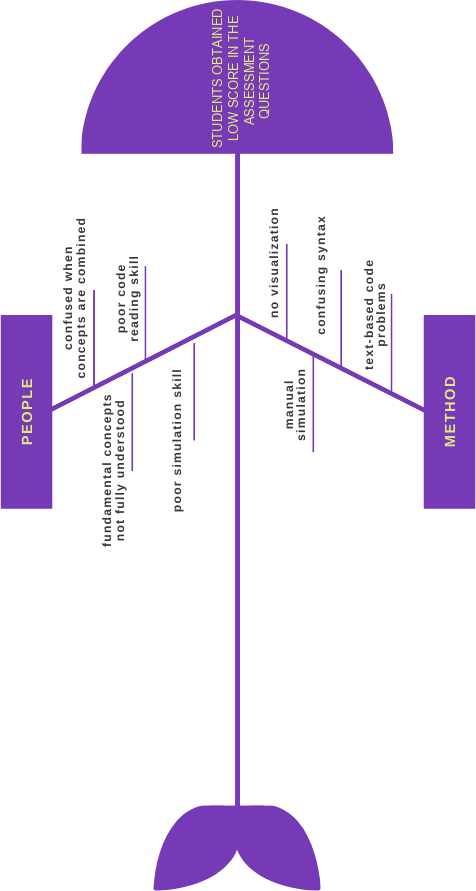 STUDENTS OBTAINED
LOW SCORE IN THE
ASSESSMENT
QUESTIONS
PEOPLE
confused when
concepts are combined
poor code
reading skill
fundamental concepts
not fully understood
poor simulation skill
METHOD
no visualization
confusing syntax
text-based code
problems
manual
simulation